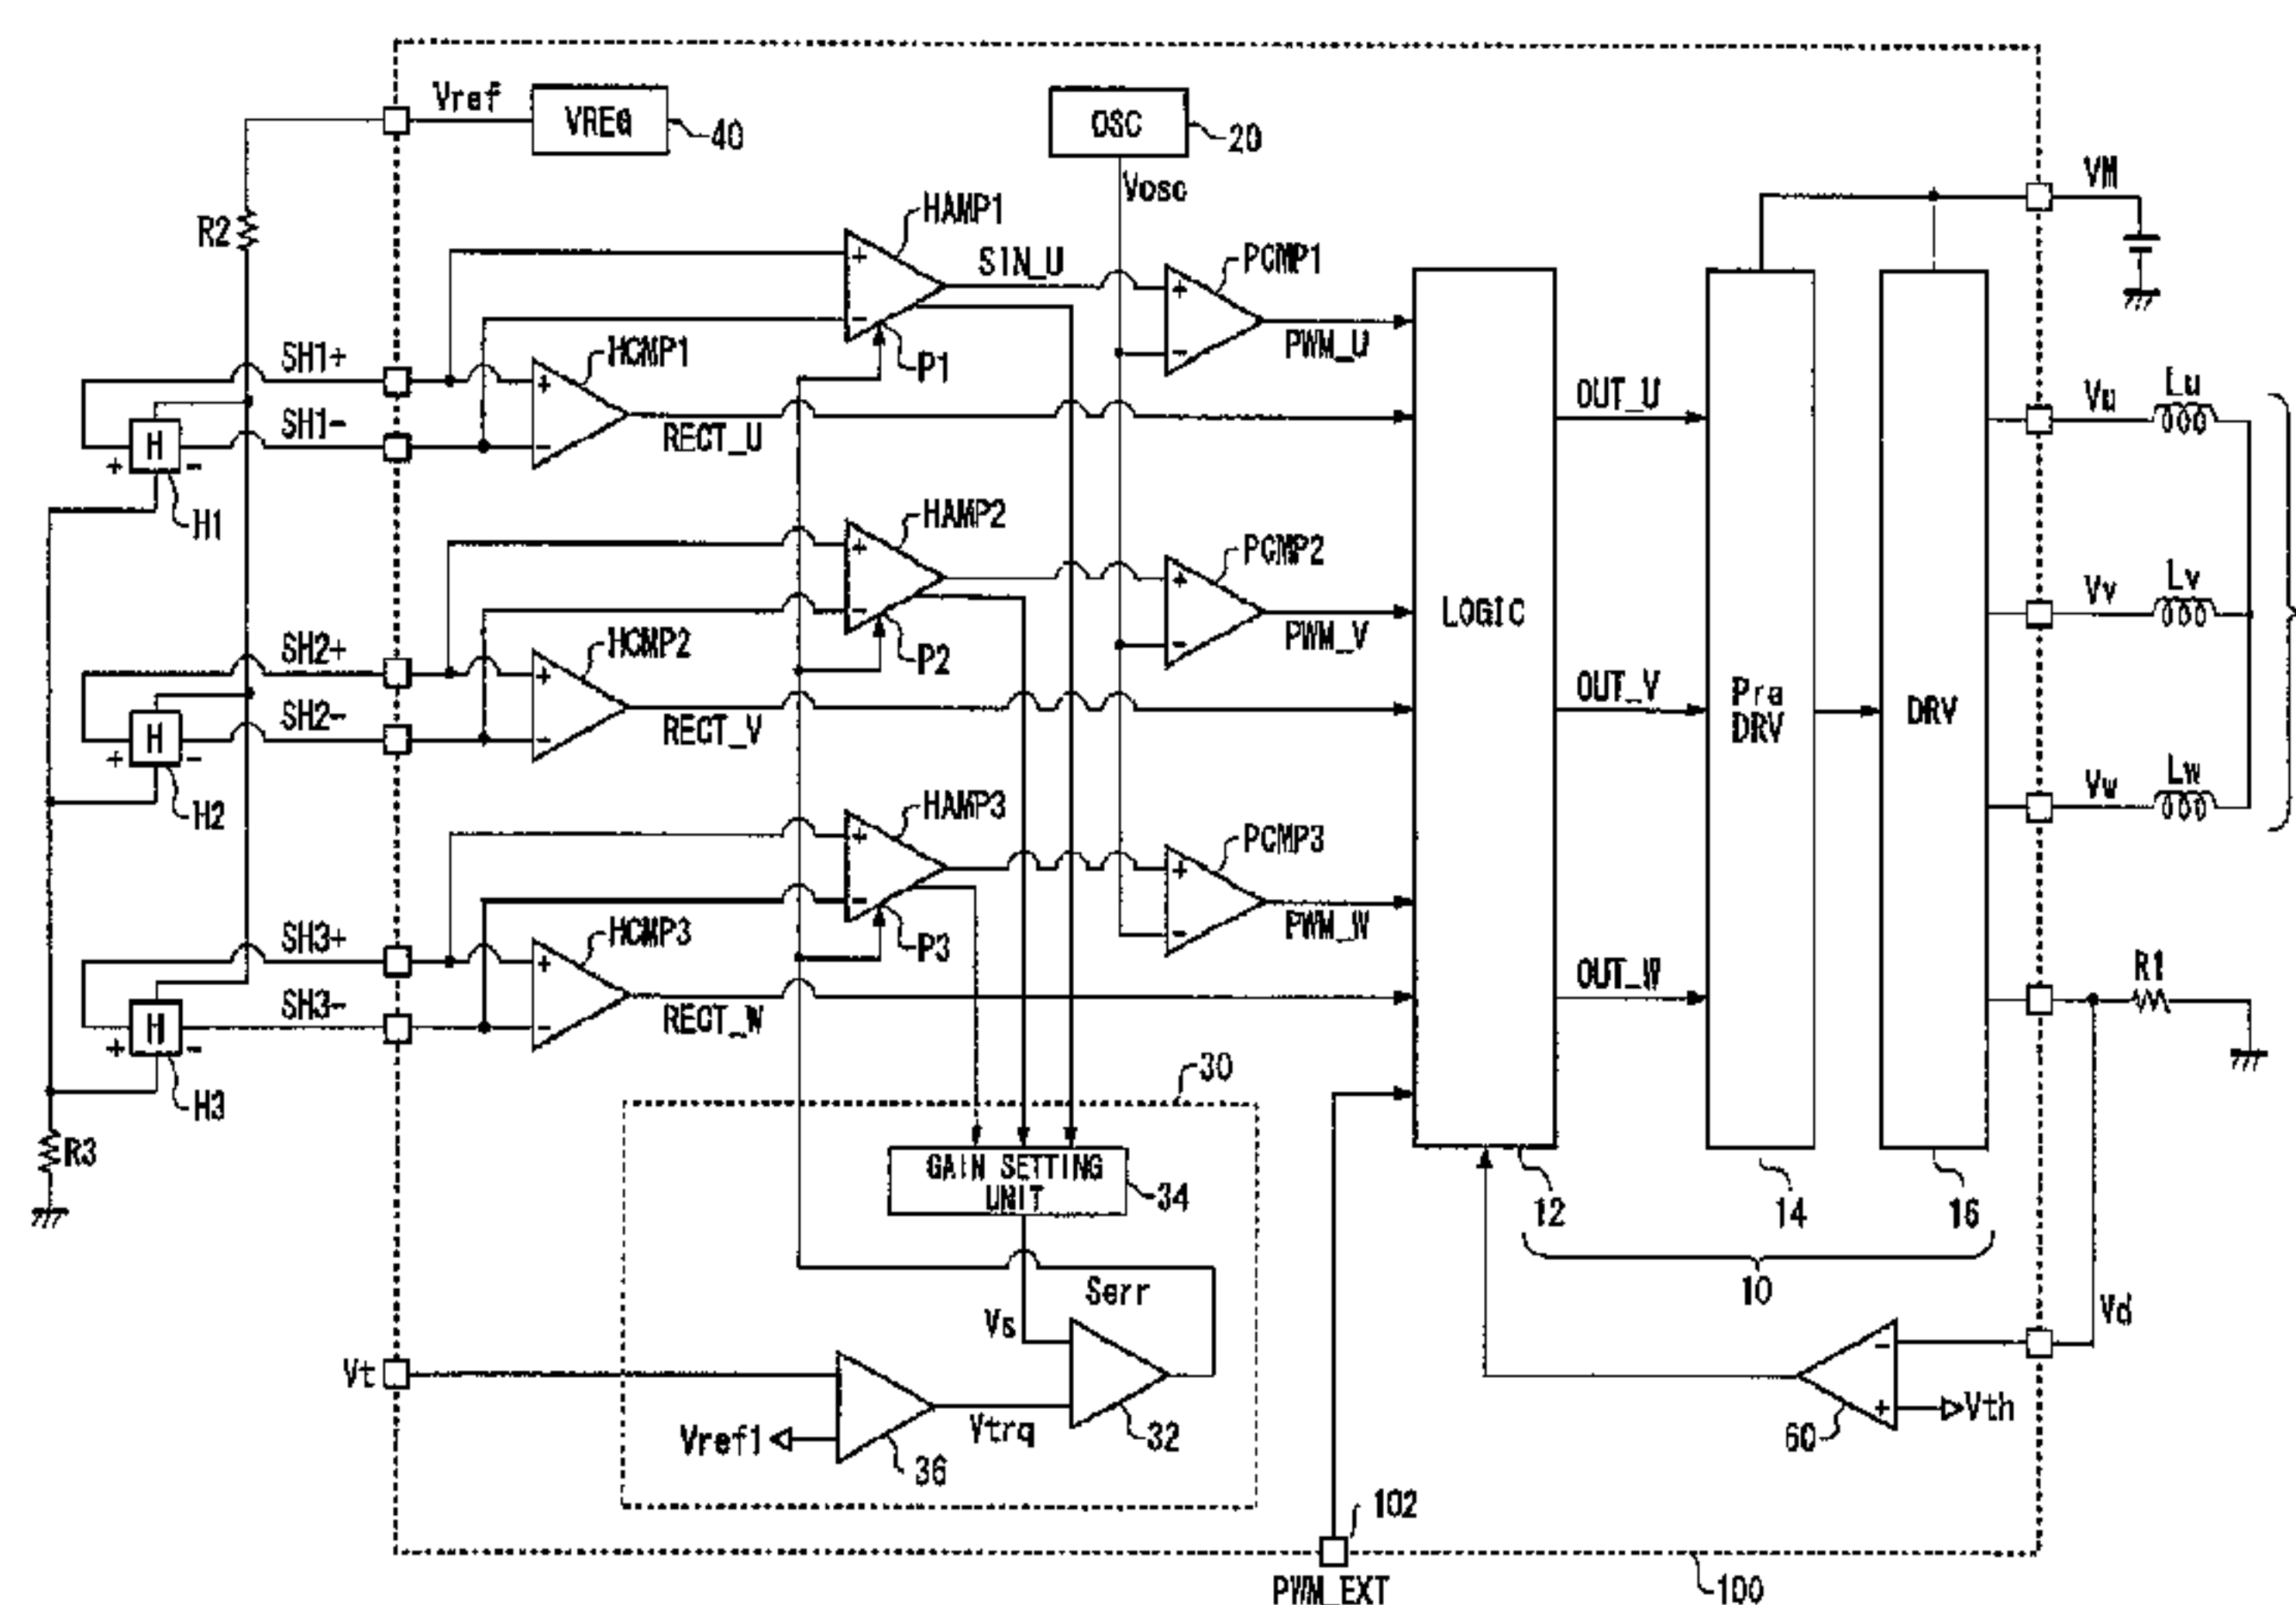 Vref
VREG
40
OSC
20
Vosc
VM
R2
HAMP1
SIN_U
PCMP1
PWM_U
P1
SH1+
HCMP1
SH1-
RECT_U
OUT_U
Vu
Lu
H
+
-
H1
HAMP2
PCMP2
PWM_V
P2
LOGIC
Vv
Lv
SH2+
HCMP2
SH2-
RECT_V
OUT_V
Pre
DRV
DRV
H
+
-
H2
HAMP3
PCMP3
PWM_W
P3
Vw
Lw
SH3+
HCMP3
SH3-
RECT_W
OUT_W
R1
H
+
-
H3
30
R3
GAIN SETTING
UNIT
34
12
14
16
10
Serr
Vs
Vd
Vt
Vref1
Vtrq
36
32
60
Vth
102
PWM_EXT
100